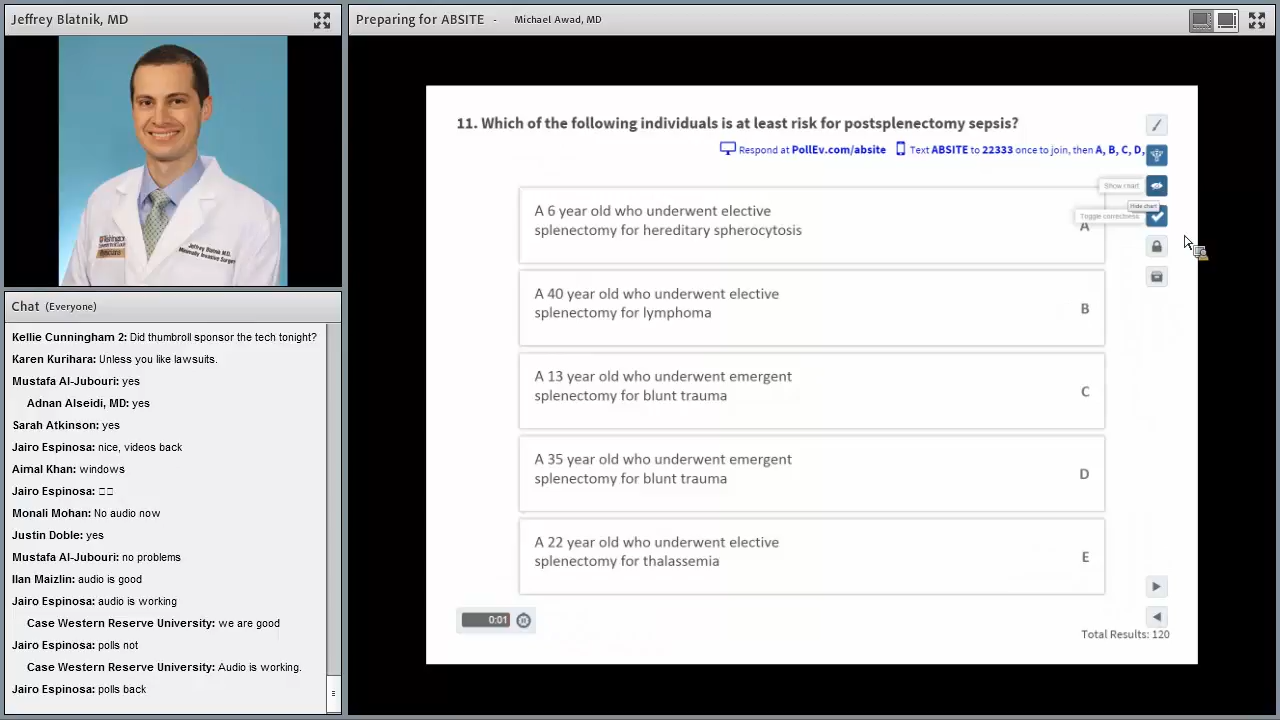 Jeffrey Blatnik, MD
Preparing for ABSITE - Michael Awad, MD
Jeffrey Blatnik M.D.
Chat (Everyone)
Kellie Cunningham 2: Did thumbroll sponsor the tech tonight?
Karen Kurihara: Unless you like lawsuits.
Mustafa Al-Jubouri: yes
Adnan Alseidi, MD: yes
Sarah Atkinson: yes
Jairo Espinosa: nice, videos back
Aimal Khan: windows
Jairo Espinosa: 
Monali Mohan: No audio now
Justin Doble: yes
Mustafa Al-Jubouri: no problems
Ilan Maizlin: audio is good
Jairo Espinosa: audio is working
Case Western Reserve University: we are good
Jairo Espinosa: polls not
Case Western Reserve University: Audio is working.
Jairo Espinosa: polls back
11. Which of the following individuals is at least risk for postsplenectomy sepsis?
Respond at PollEv.com/absite Text ABSITE to 22333 once to join, then A, B, C, D,
Show chart
Hide chart
Toggle correctness
A 6 year old who underwent elective
splenectomy for hereditary spherocytosis
A
A 40 year old who underwent elective
splenectomy for lymphoma
B
A 13 year old who underwent emergent
splenectomy for blunt trauma
C
A 35 year old who underwent emergent
splenectomy for blunt trauma
D
A 22 year old who underwent elective
splenectomy for thalassemia
E
0:01
Total Results: 120